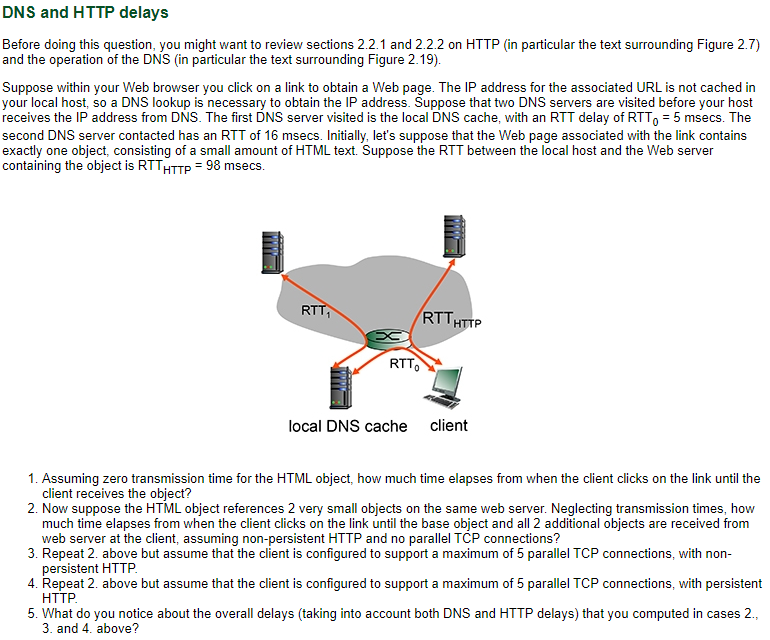 DNS and HTTP delays
Before doing this question, you might want to review sections 2.2.1 and 2.2.2 on HTTP (in particular the text surrounding Figure 2.7)
and the operation of the DNS (in particular the text surrounding Figure 2.19).
Suppose within your Web browser you click on a link to obtain a Web page. The IP address for the associated URL is not cached in
your local host, so a DNS lookup is necessary to obtain the IP address. Suppose that two DNS servers are visited before your host
receives the IP address from DNS. The first DNS server visited is the local DNS cache, with an RTT delay of RTT0 = 5 msecs. The
second DNS server contacted has an RTT of 16 msecs. Initially, let's suppose that the Web page associated with the link contains
exactly one object, consisting of a small amount of HTML text. Suppose the RTT between the local host and the Web server
containing the object is RTTHTTP = 98 msecs.
RTT1
RTTHTTP
RTT0
local DNS cache
client
1. Assuming zero transmission time for the HTML object, how much time elapses from when the client clicks on the link until the
client receives the object?
2. Now suppose the HTML object references 2 very small objects on the same web server. Neglecting transmission times, how
much time elapses from when the client clicks on the link until the base object and all 2 additional objects are received from
web server at the client, assuming non-persistent HTTP and no parallel TCP connections?
3. Repeat 2. above but assume that the client is configured to support a maximum of 5 parallel TCP connections, with non-
persistent HTTP.
4. Repeat 2. above but assume that the client is configured to support a maximum of 5 parallel TCP connections, with persistent
HTTP.
5. What do you notice about the overall delays (taking into account both DNS and HTTP delays) that you computed in cases 2.,
3. and 4. above?